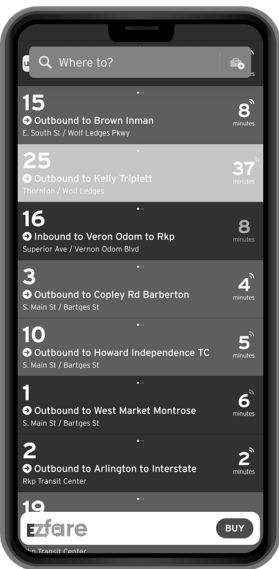 Where to?
15
8
Outbound to Brown Inman
minutes
E. South St / Wolf Ledges Pkwy
25
37
Outbound to Kelly Triplett
minutes
Thornton / Wolf Ledges
16
8
Inbound to Veron Odom to Rkp
minutes
Superior Ave / Vernon Odom Blvd
3
4
Outbound to Copley Rd Barberton
minutes
S. Main St / Bartges St
10
5
Outbound to Howard Independence TC
minutes
S. Main St / Bartges St
1
6
Outbound to West Market Montrose
minutes
S. Main St / Bartges St
2
2
Outbound to Arlington to Interstate
minutes
Rkp Transit Center
19
EZfare
BUY
Rkp Transit Center